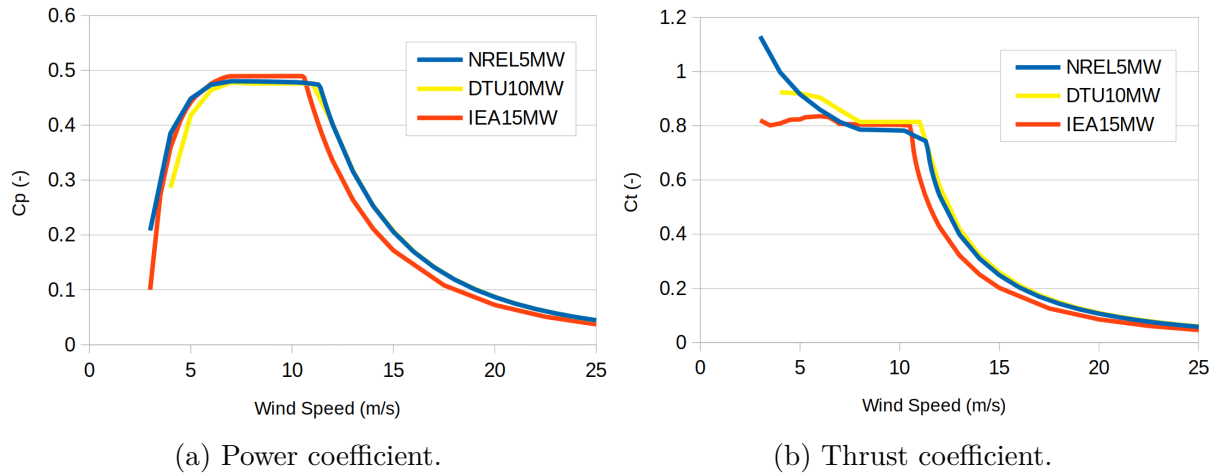 0.6
0.5
0.4
0.3
0.2
0.1
0
Cp (-)
NREL5MW
DTU10MW
IEA15MW
0 5 10 15 20 25
Wind Speed (m/s)
(a) Power coefficient.
1.2
1
0.8
0.6
0.4
0.2
0
Ct (-)
NREL5MW
DTU10MW
IEA15MW
0 5 10 15 20 25
Wind Speed (m/s)
(b) Thrust coefficient.